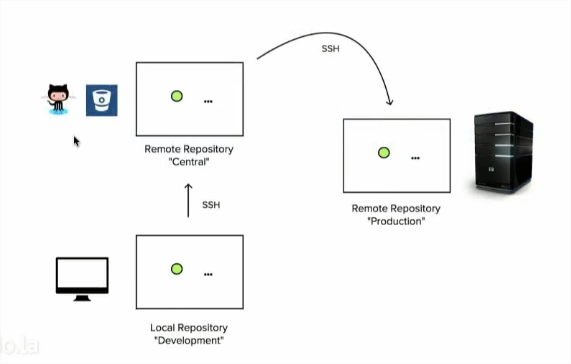 SSH
Remote Repository
"Central"
SSH
Remote Repository
"Production"
Local Repository
"Development"